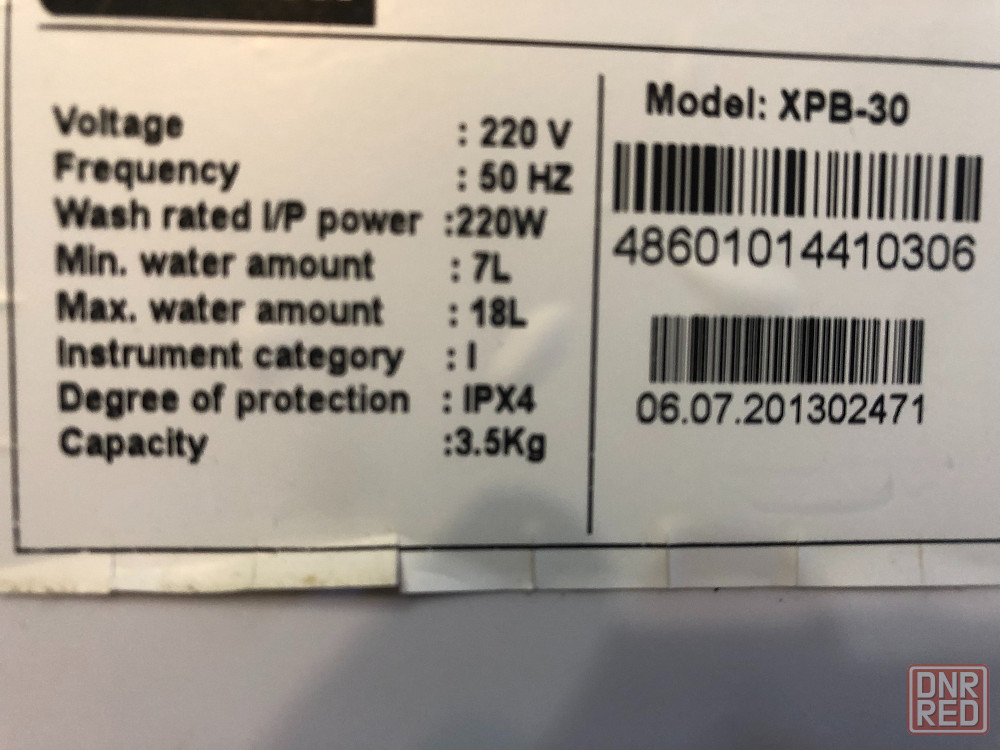 Voltage : 220 V
Frequency : 50 HZ
Wash rated I/P power :220W
Min. water amount : 7L
Max. water amount : 18L
Instrument category : I
Degree of protection : IPX4
Capacity :3.5Kg
Model: XPB-30
48601014410306
06.07.201302471
DNR
RED